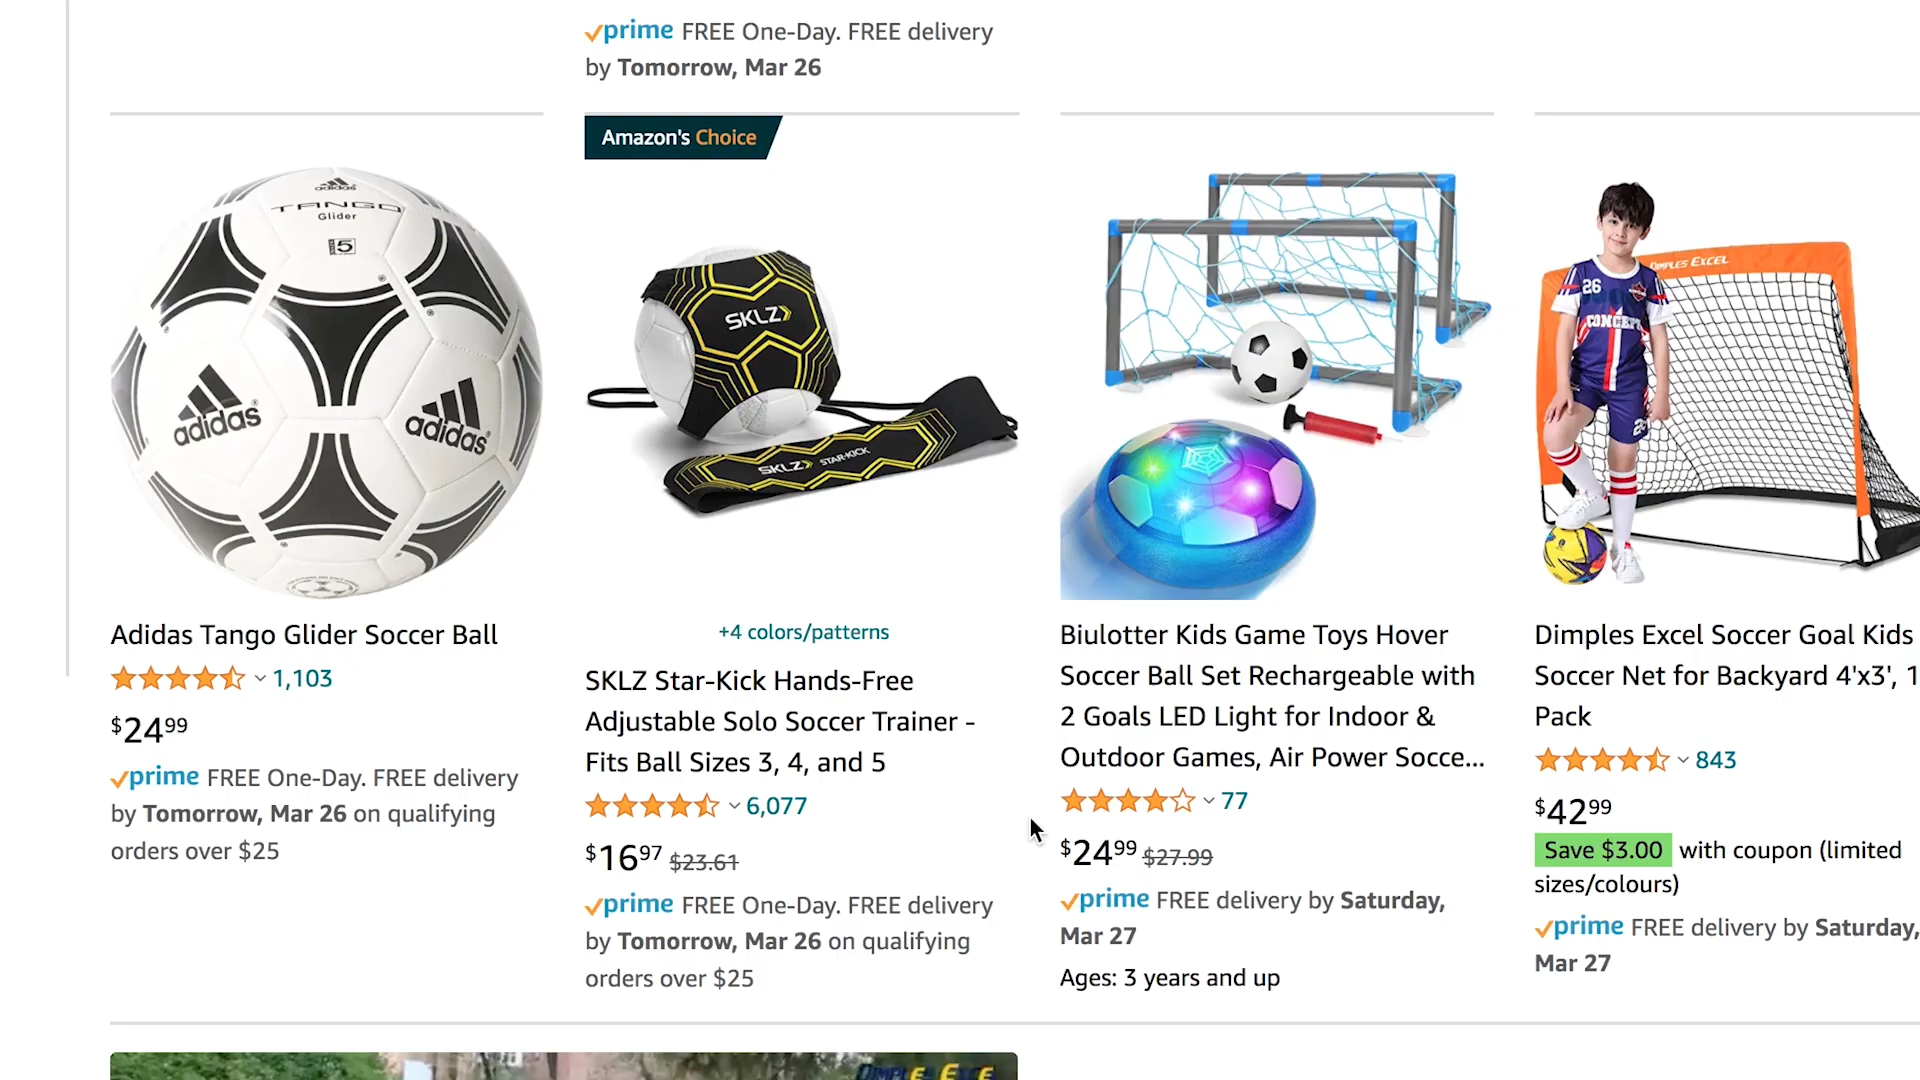 prime FREE One-Day. FREE delivery
by Tomorrow, Mar 26
Amazon's Choice
adidas
TANGO
Glider
5
adidas
adidas
Adidas Tango Glider Soccer Ball
1,103
$24 99
prime FREE One-Day. FREE delivery
by Tomorrow, Mar 26 on qualifying
orders over $25
SKLZ
SKLZ STAR-KICK
+4 colors/patterns
SKLZ Star-Kick Hands-Free
Adjustable Solo Soccer Trainer -
Fits Ball Sizes 3, 4, and 5
6,077
$16 97 $23.61
prime FREE One-Day. FREE delivery
by Tomorrow, Mar 26 on qualifying
orders over $25
Biulotter Kids Game Toys Hover
Soccer Ball Set Rechargeable with
2 Goals LED Light for Indoor &
Outdoor Games, Air Power Socce...
77
$24 99 $27.99
prime FREE delivery by Saturday,
Mar 27
Ages: 3 years and up
DIMPLES EXCEL
26
CONCEPT
Dimples Excel Soccer Goal Kids
Soccer Net for Backyard 4'x3', 1
Pack
843
$42 99
Save $3.00 with coupon (limited
sizes/colours)
prime FREE delivery by Saturday,
Mar 27